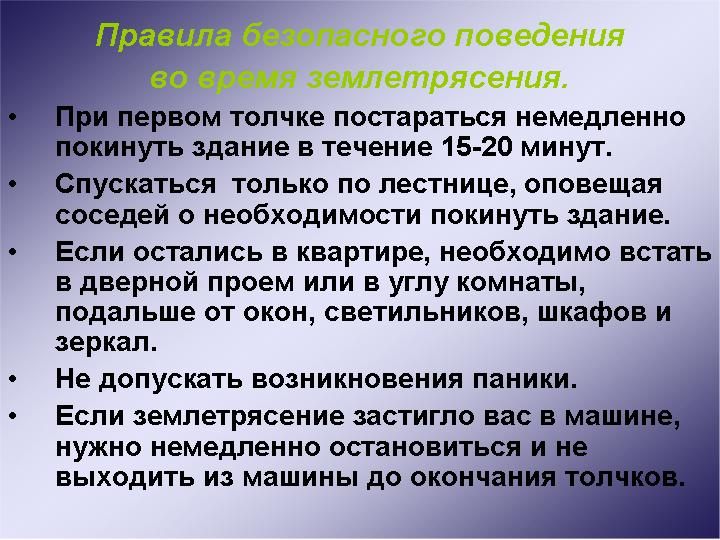 Правила безопасного поведения
во время землетрясения.
• При первом толчке постараться немедленно
покинуть здание в течение 15-20 минут.
• Спускаться  только по лестнице, оповещая
соседей о необходимости покинуть здание.
• Если остались в квартире, необходимо встать
в дверной проем или в углу комнаты,
подальше от окон, светильников, шкафов и
зеркал.
• Не допускать возникновения паники.
• Если землетрясение застигло вас в машине,
нужно немедленно остановиться и не
выходить из машины до окончания толчков.